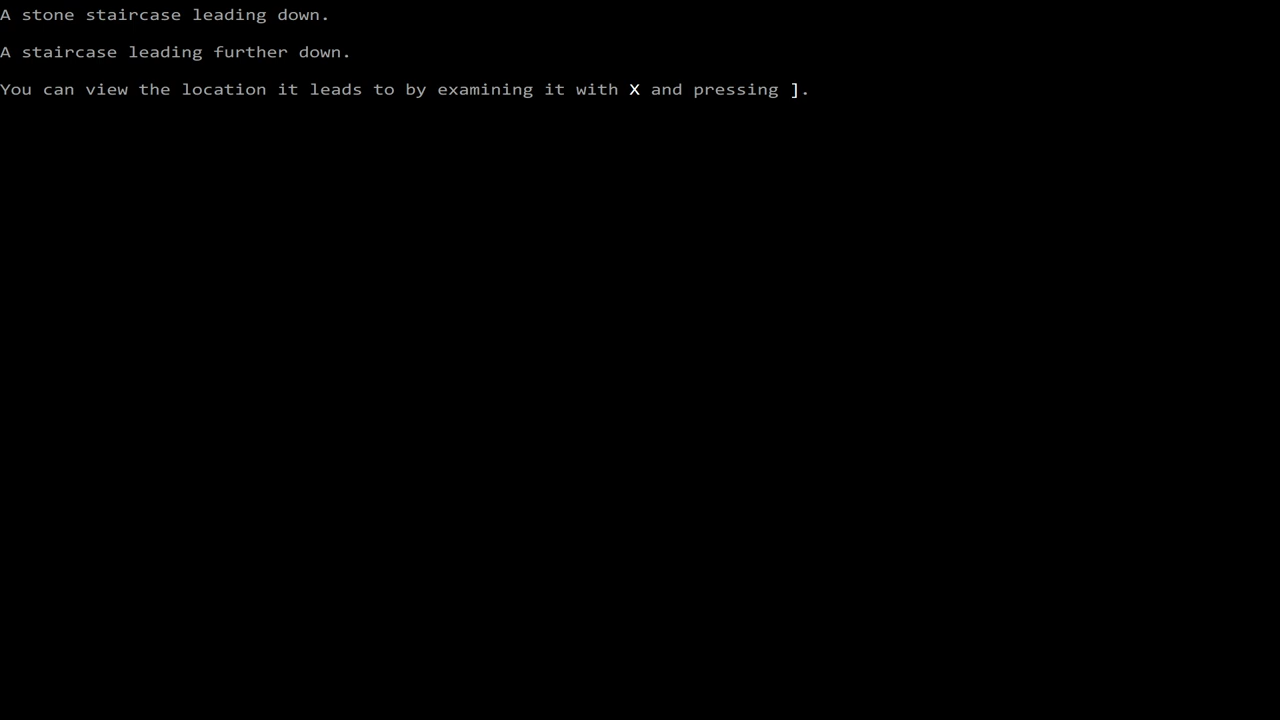 A stone staircase leading down.
A staircase leading further down.
You can view the location it leads to by examining it with X and pressing ].